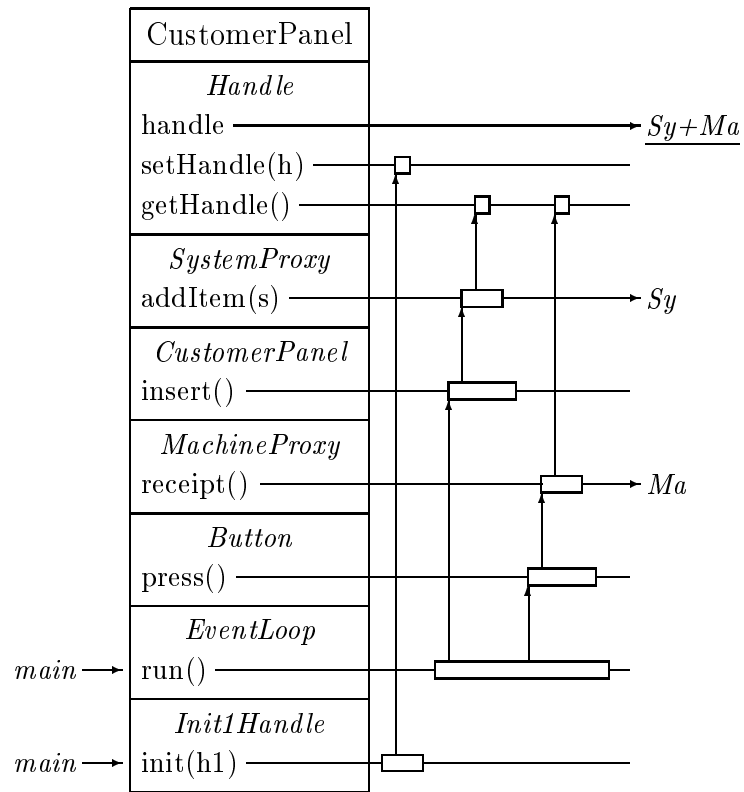 CustomerPanel
Handle
handle Sy+Ma
setHandle(h)
getHandle()
SystemProxy
addItem(s) Sy
CustomerPanel
insert()
MachineProxy
receipt() Ma
Button
press()
EventLoop
main run()
Init1Handle
main init(h1)